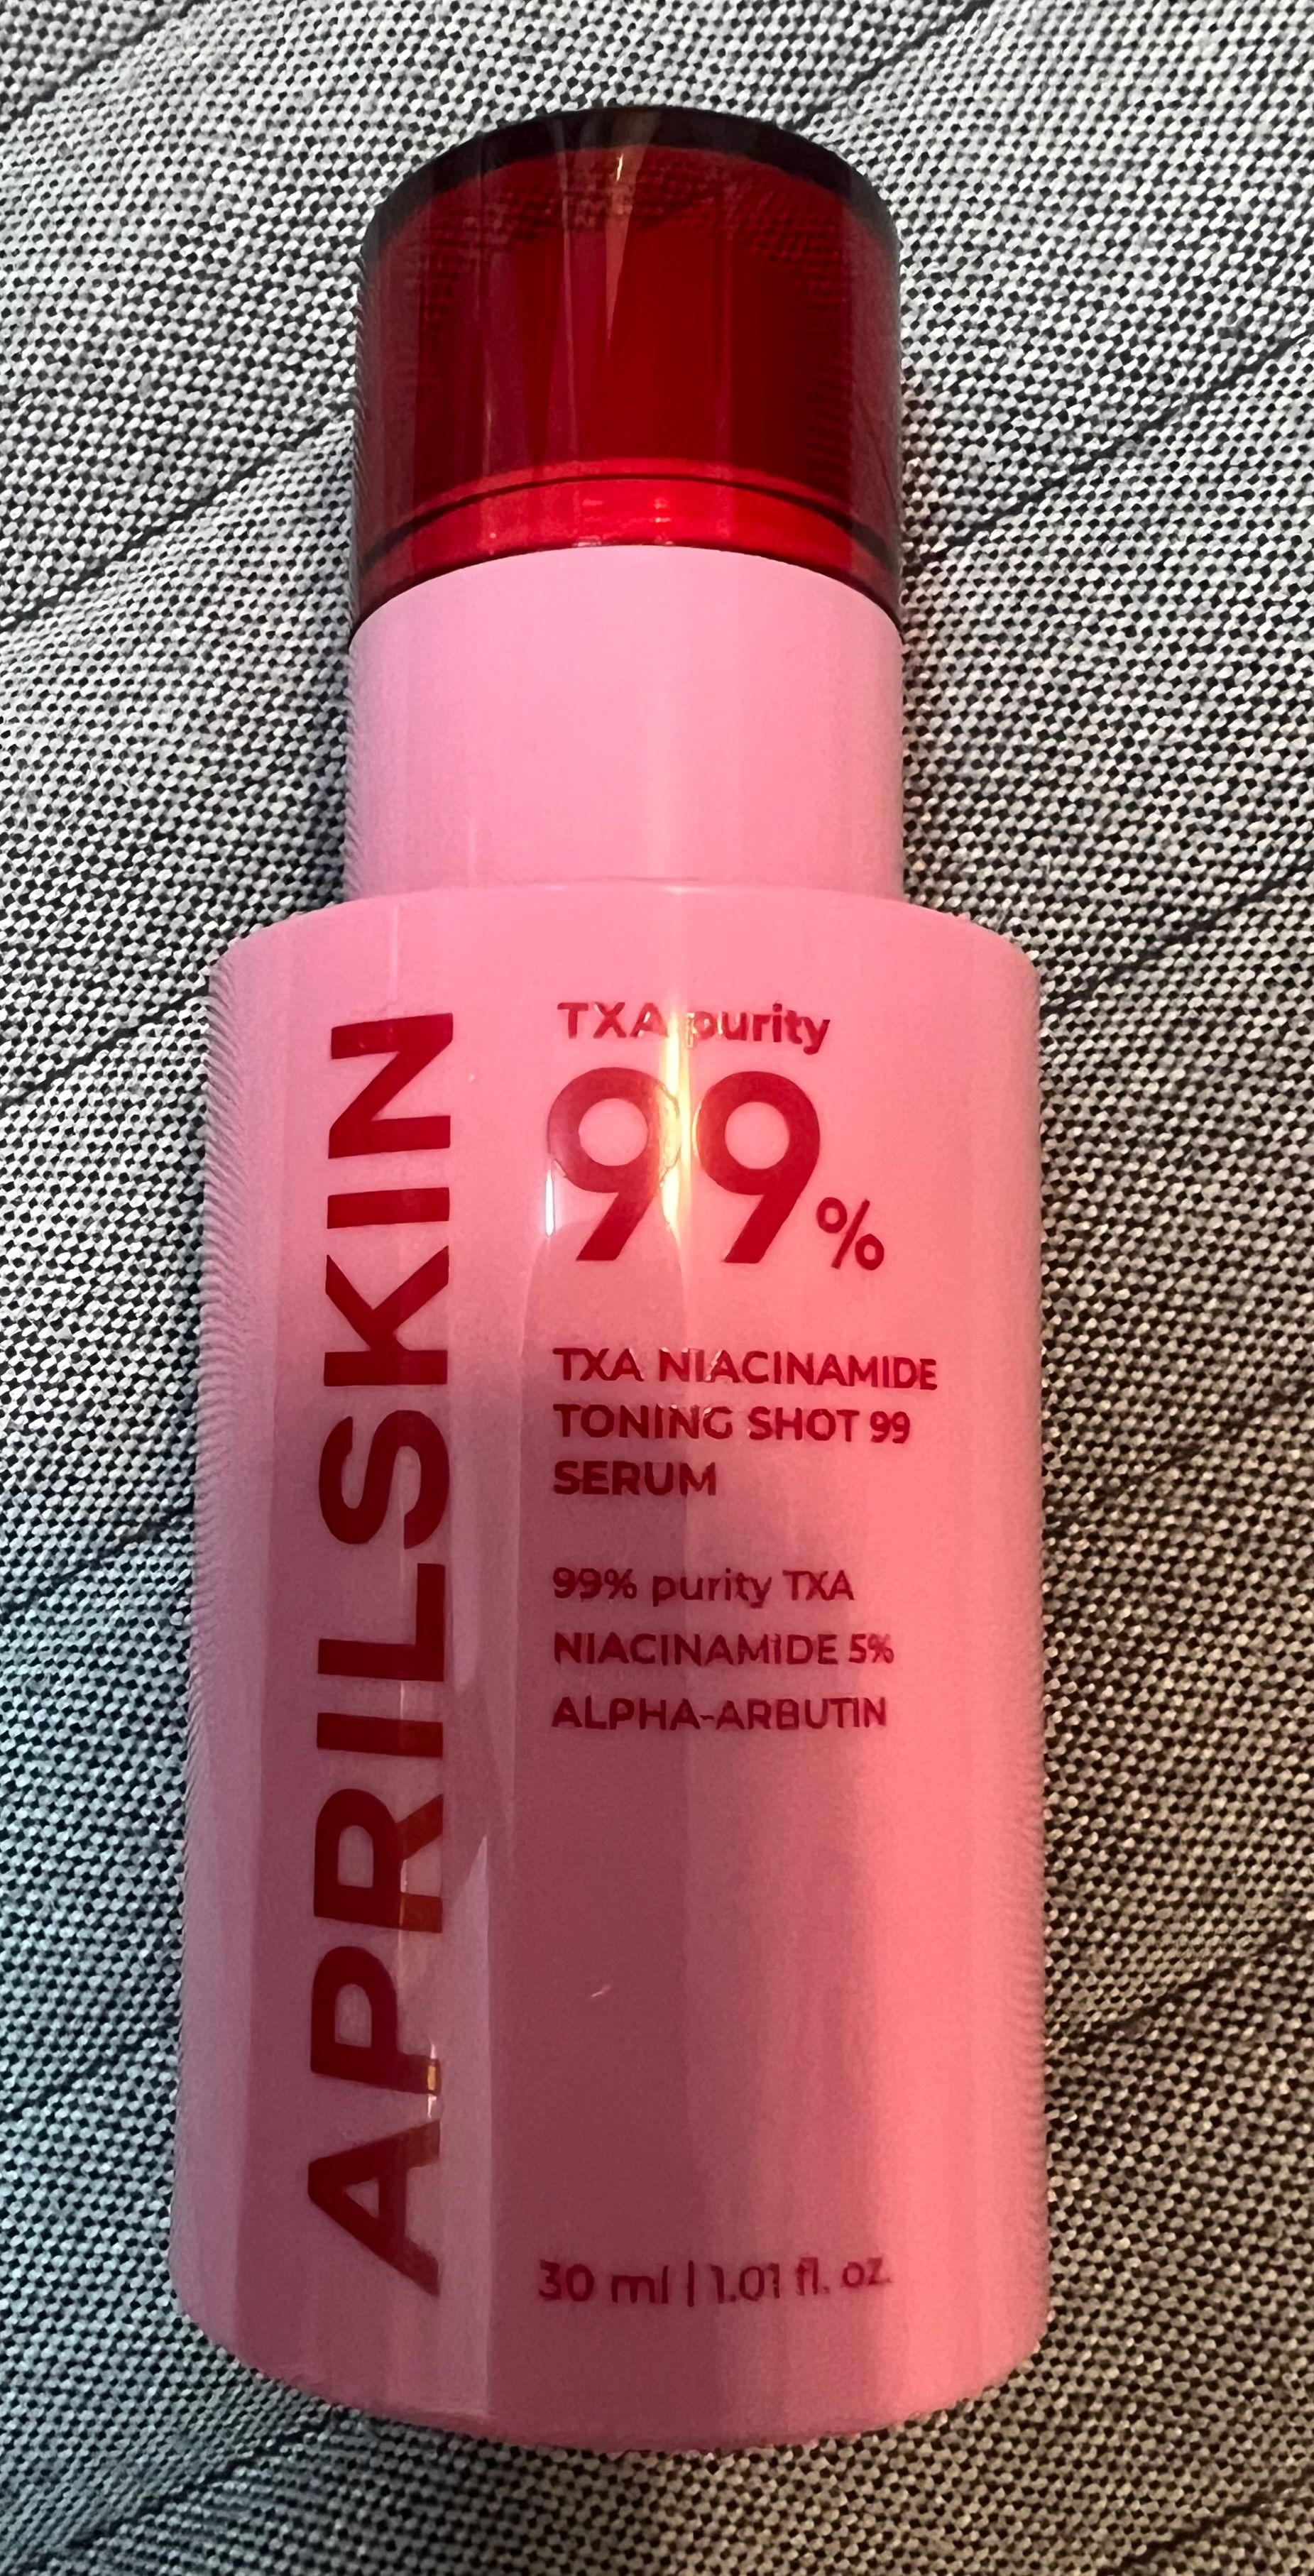 APRILSKIN
TXA purity
99%
TXA NIACINAMIDE
TONING SHOT 99
SERUM
99% purity TXA
NIACINAMIDE 5%
ALPHA-ARBUTIN
30 ml | 1.01 fl. oz.